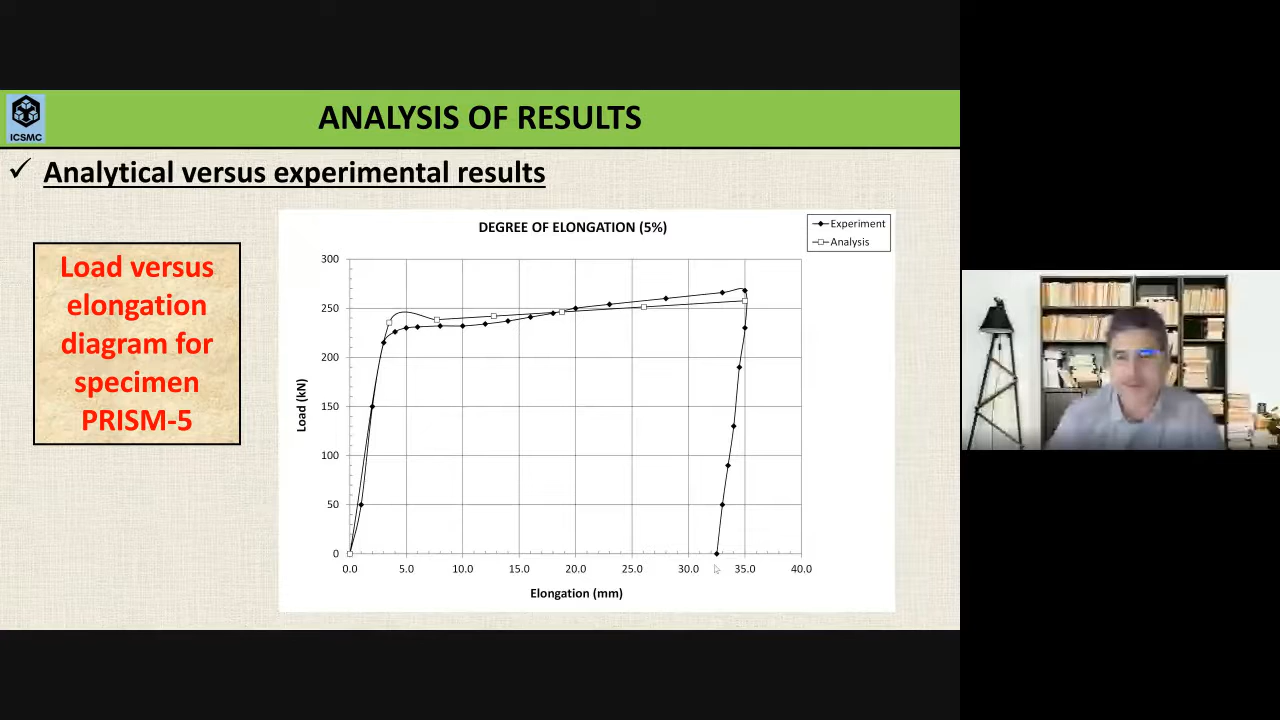 ICSMC
ANALYSIS OF RESULTS
✓ Analytical versus experimental results
Load versus
elongation
diagram for
specimen
PRISM-5
DEGREE OF ELONGATION (5%)
Experiment
Analysis
300
250
200
150
100
50
0
Load (kN)
0.0 5.0 10.0 15.0 20.0 25.0 30.0 35.0 40.0
Elongation (mm)